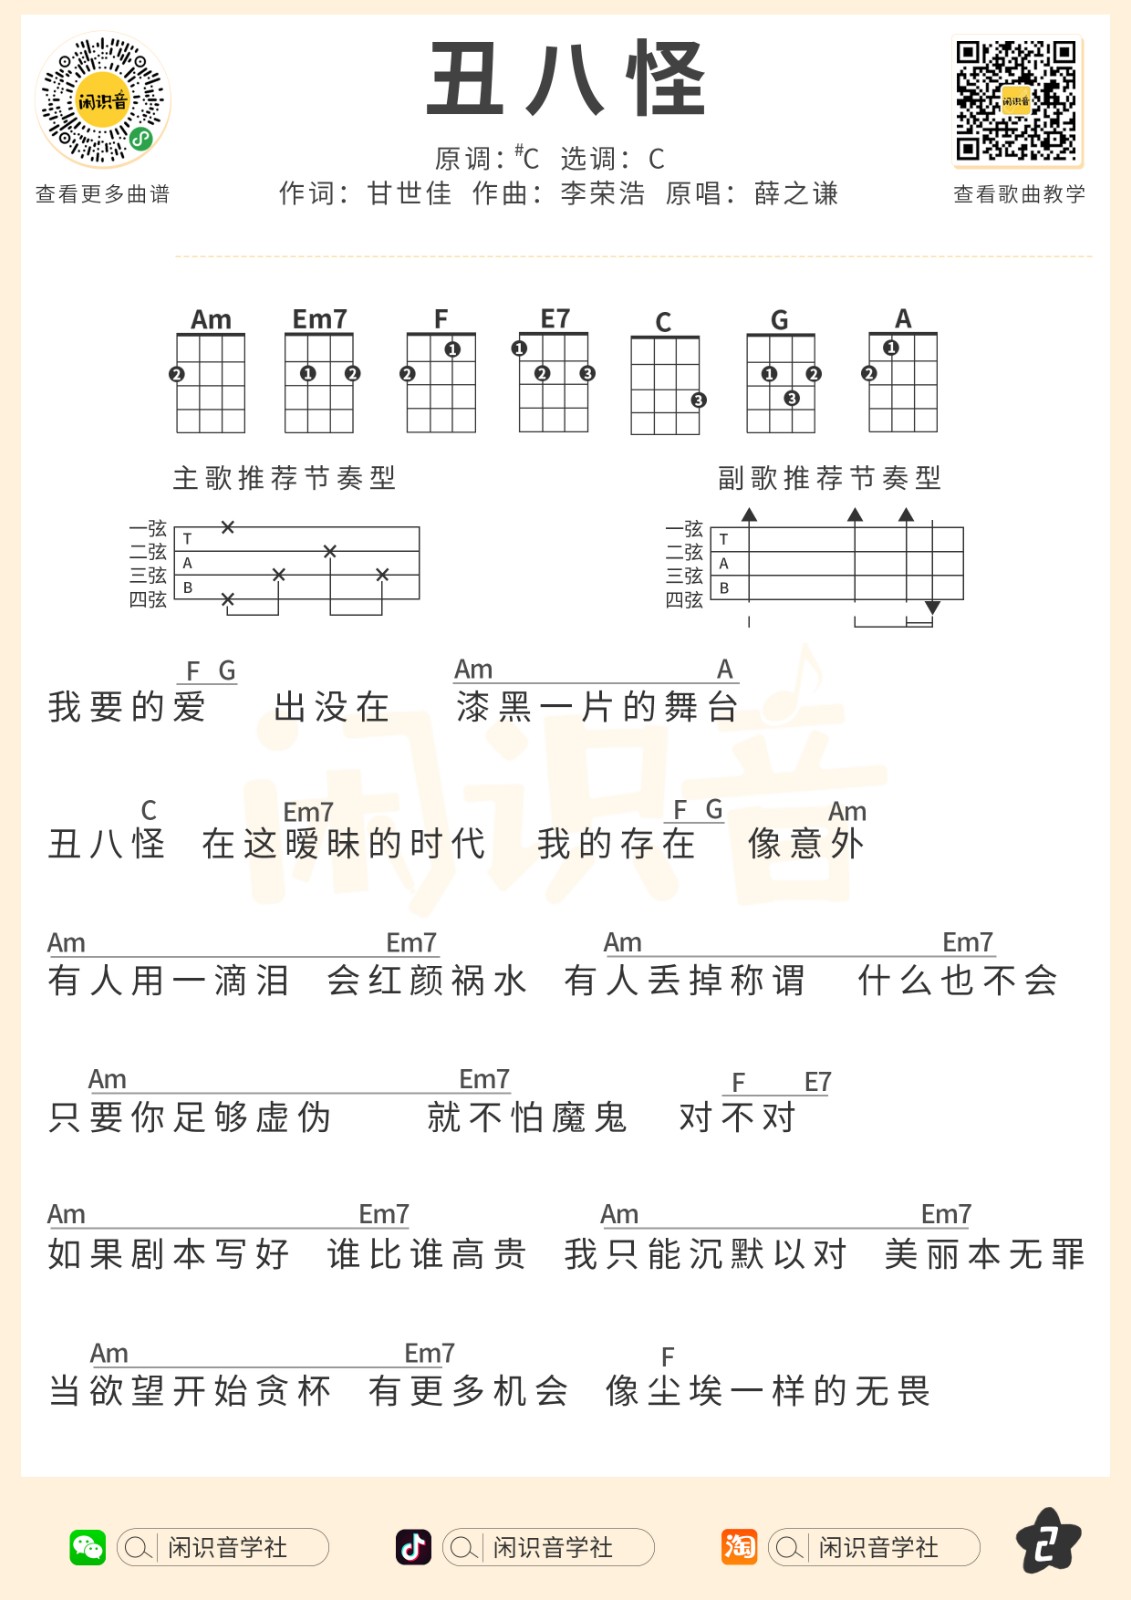 丑八怪
原调：#C 选调：C
作词：甘世佳 作曲：李荣浩 原唱：薛之谦
闲识音
查看更多曲谱
闲识音
查看歌曲教学
Am Em7 F E7 C G A
2 1 2 2 1 1 2 3 3 1 2 3 1 2
主歌推荐节奏型 副歌推荐节奏型
一弦 T
二弦 A
三弦 B
四弦
一弦 T
二弦 A
三弦 B
四弦
F G Am A
我要的爱 出没在 漆黑一片的舞台
C Em7 F G Am
丑八怪 在这暧昧的时代 我的存在 像意外
Am Em7 Am Em7
有人用一滴泪 会红颜祸水 有人丢掉称谓 什么也不会
Am Em7 F E7
只要你足够虚伪 就不怕魔鬼 对不对
Am Em7 Am Em7
如果剧本写好 谁比谁高贵 我只能沉默以对 美丽本无罪
Am Em7 F
当欲望开始贪杯 有更多机会 像尘埃一样的无畏
闲识音
闲识音学社 闲识音学社 淘 闲识音学社 2